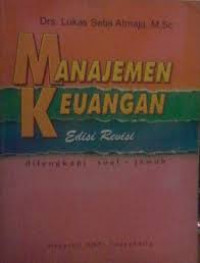 Drs. Lukas Setia Atmaja, M.Sc
MANAJEMEN
KEUANGAN
Edisi Revisi
dilengkapi soal - jawab